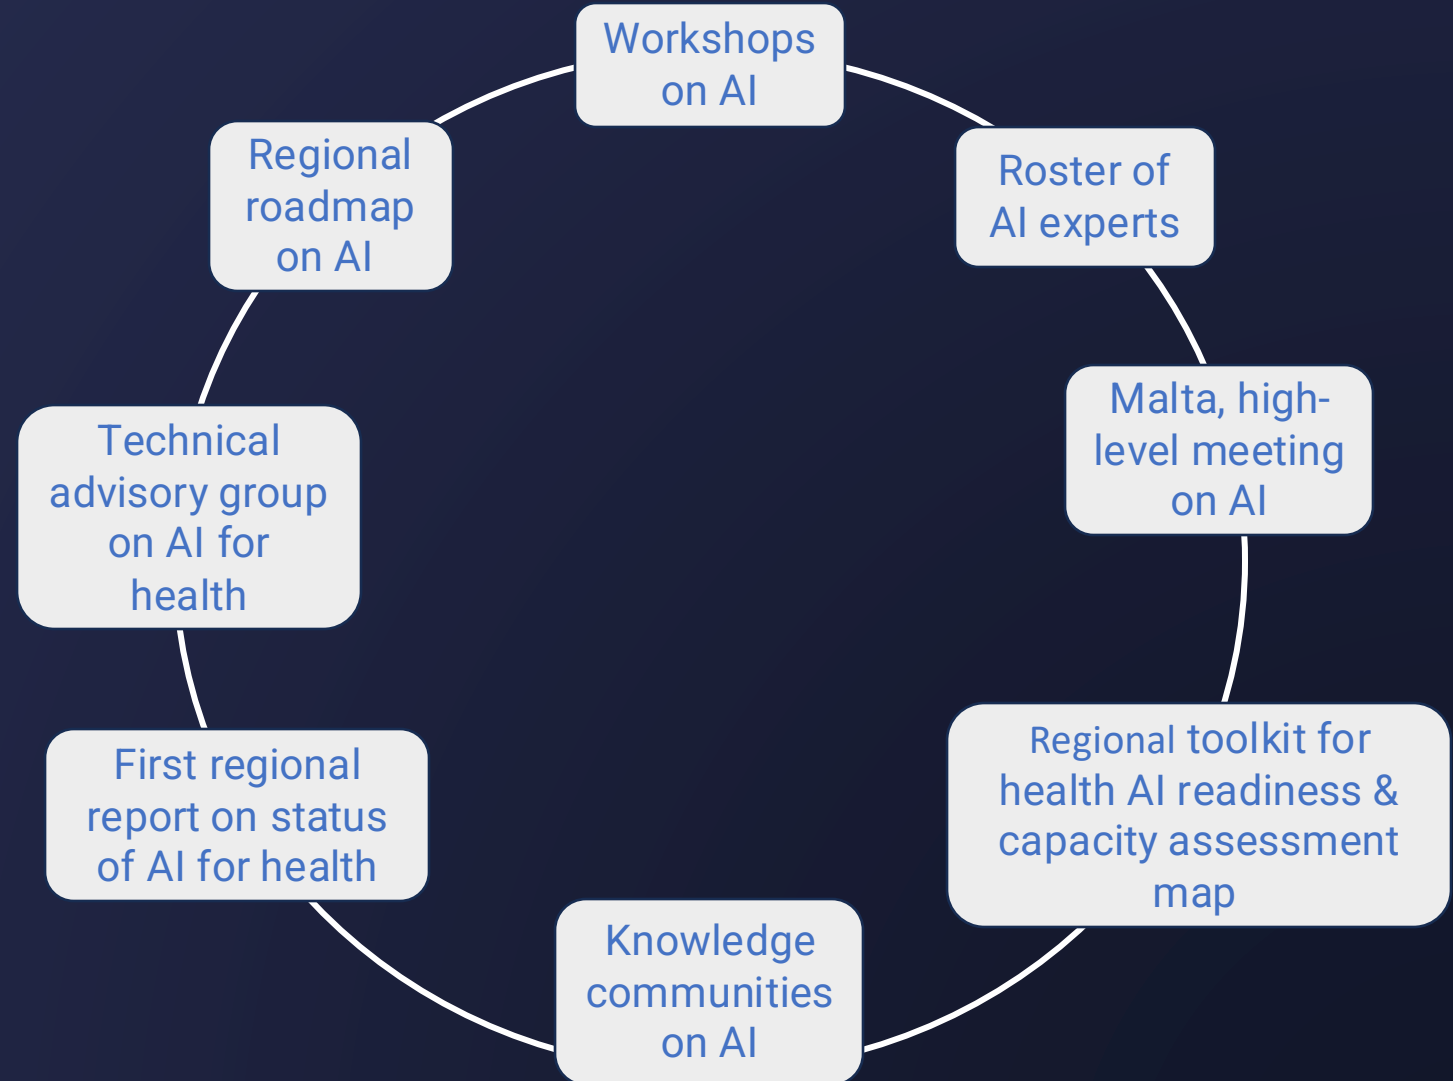 Workshops
on AI
Roster of
AI experts
Malta, high-
level meeting
on AI
Regional toolkit for
health AI readiness &
capacity assessment
map
Knowledge
communities
on AI
First regional
report on status
of AI for health
Technical
advisory group
on AI for
health
Regional
roadmap
on AI